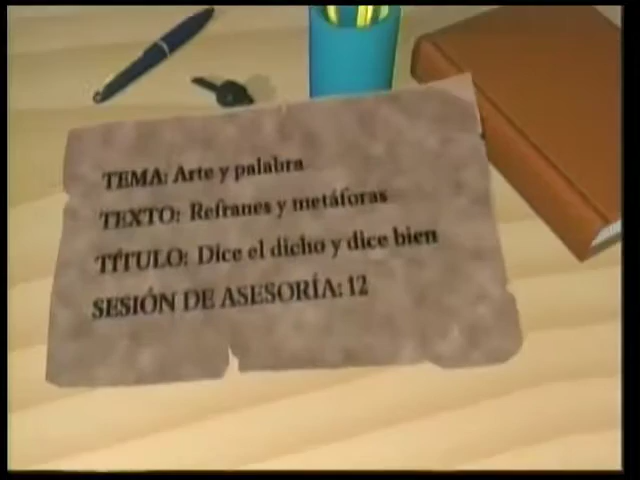 TEMA: Arte y palabra
TEXTO: Refranes y metáforas
TÍTULO: Dice el dicho y dice bien
SESIÓN DE ASESORÍA: 12